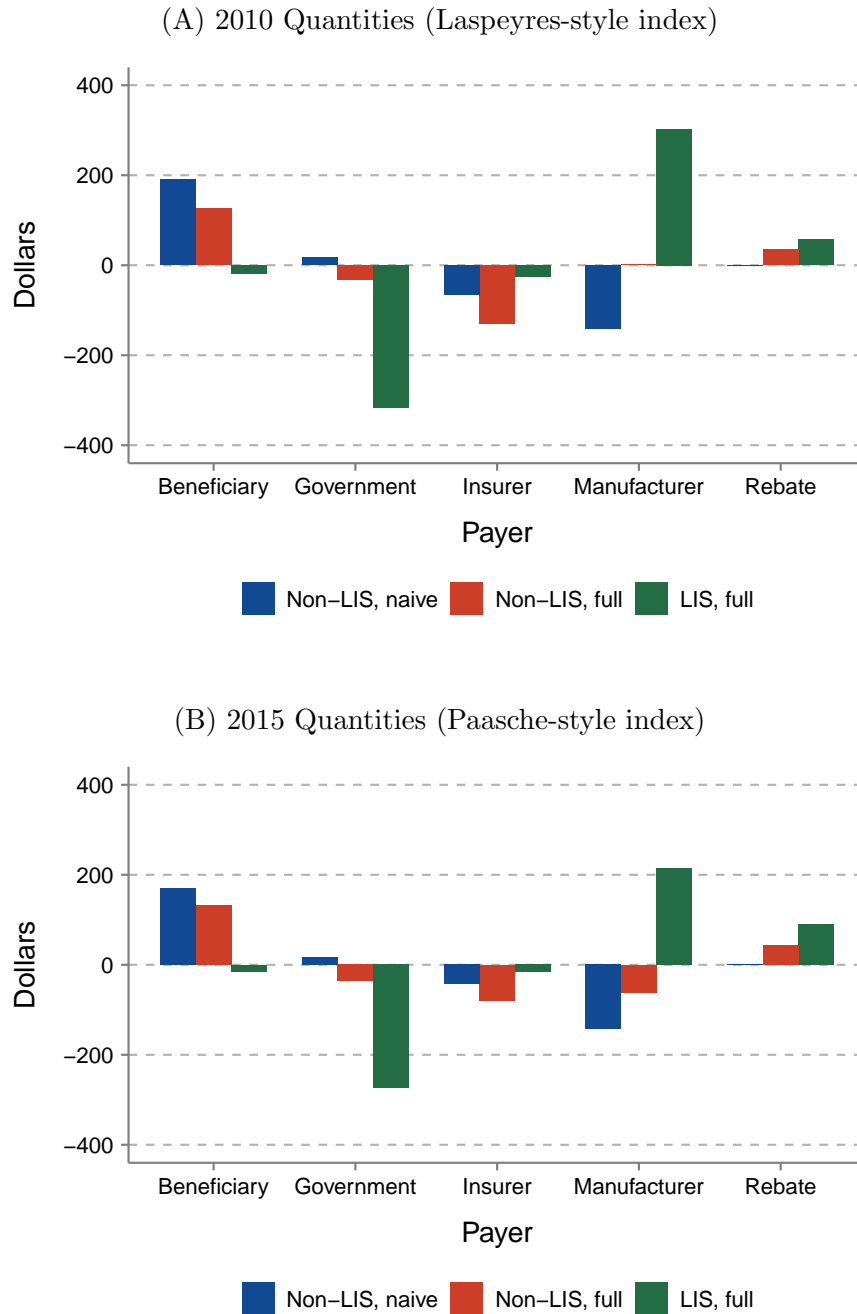 (A) 2010 Quantities (Laspeyres-style index)
400
200
0
−200
−400
Dollars
Beneficiary Government Insurer Manufacturer Rebate
Payer
Non−LIS, naive Non−LIS, full LIS, full
(B) 2015 Quantities (Paasche-style index)
400
200
0
−200
−400
Dollars
Beneficiary Government Insurer Manufacturer Rebate
Payer
Non−LIS, naive Non−LIS, full LIS, full